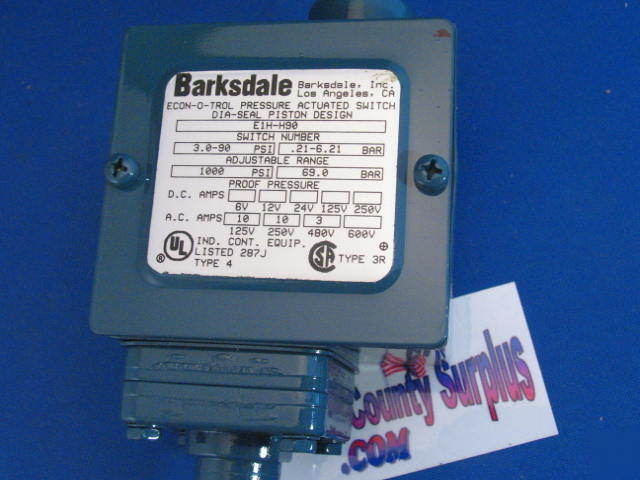 Barksdale Barksdale, Inc.
Los Angeles, CA
ECON-O-TROL PRESSURE ACTUATED SWITCH
DIA-SEAL PISTON DESIGN
E1H-H90
SWITCH NUMBER
3.0-90 PSI .21-6.21 BAR
ADJUSTABLE RANGE
1000 PSI 69.0 BAR
PROOF PRESSURE
D.C. AMPS
6V 12V 24V 125V 250V
A.C. AMPS 10 10 3
125V 250V 480V 600V
UL ® IND. CONT. EQUIP.
LISTED 287J
TYPE 4
SA TYPE 3R
County Surplus
.COM